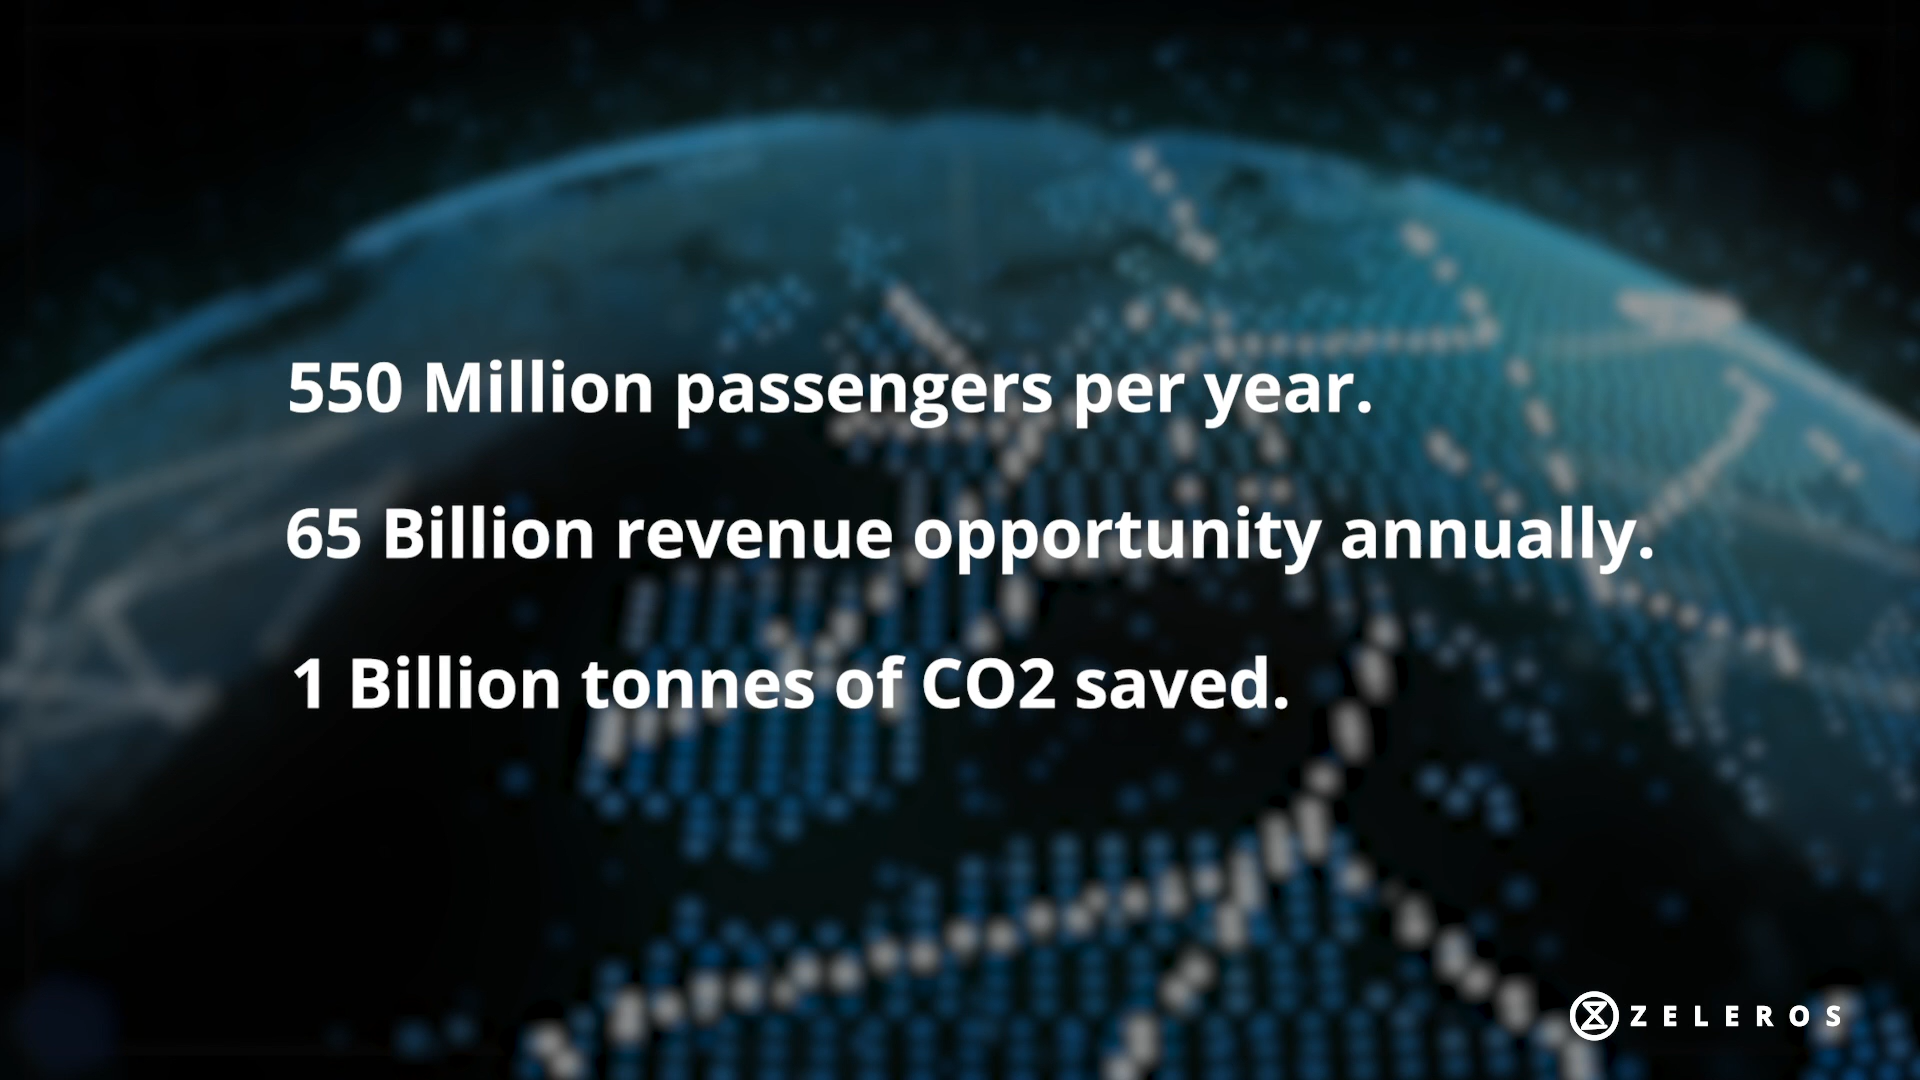 550 Million passengers per year.
65 Billion revenue opportunity annually.
1 Billion tonnes of CO2 saved.
ZELEROS